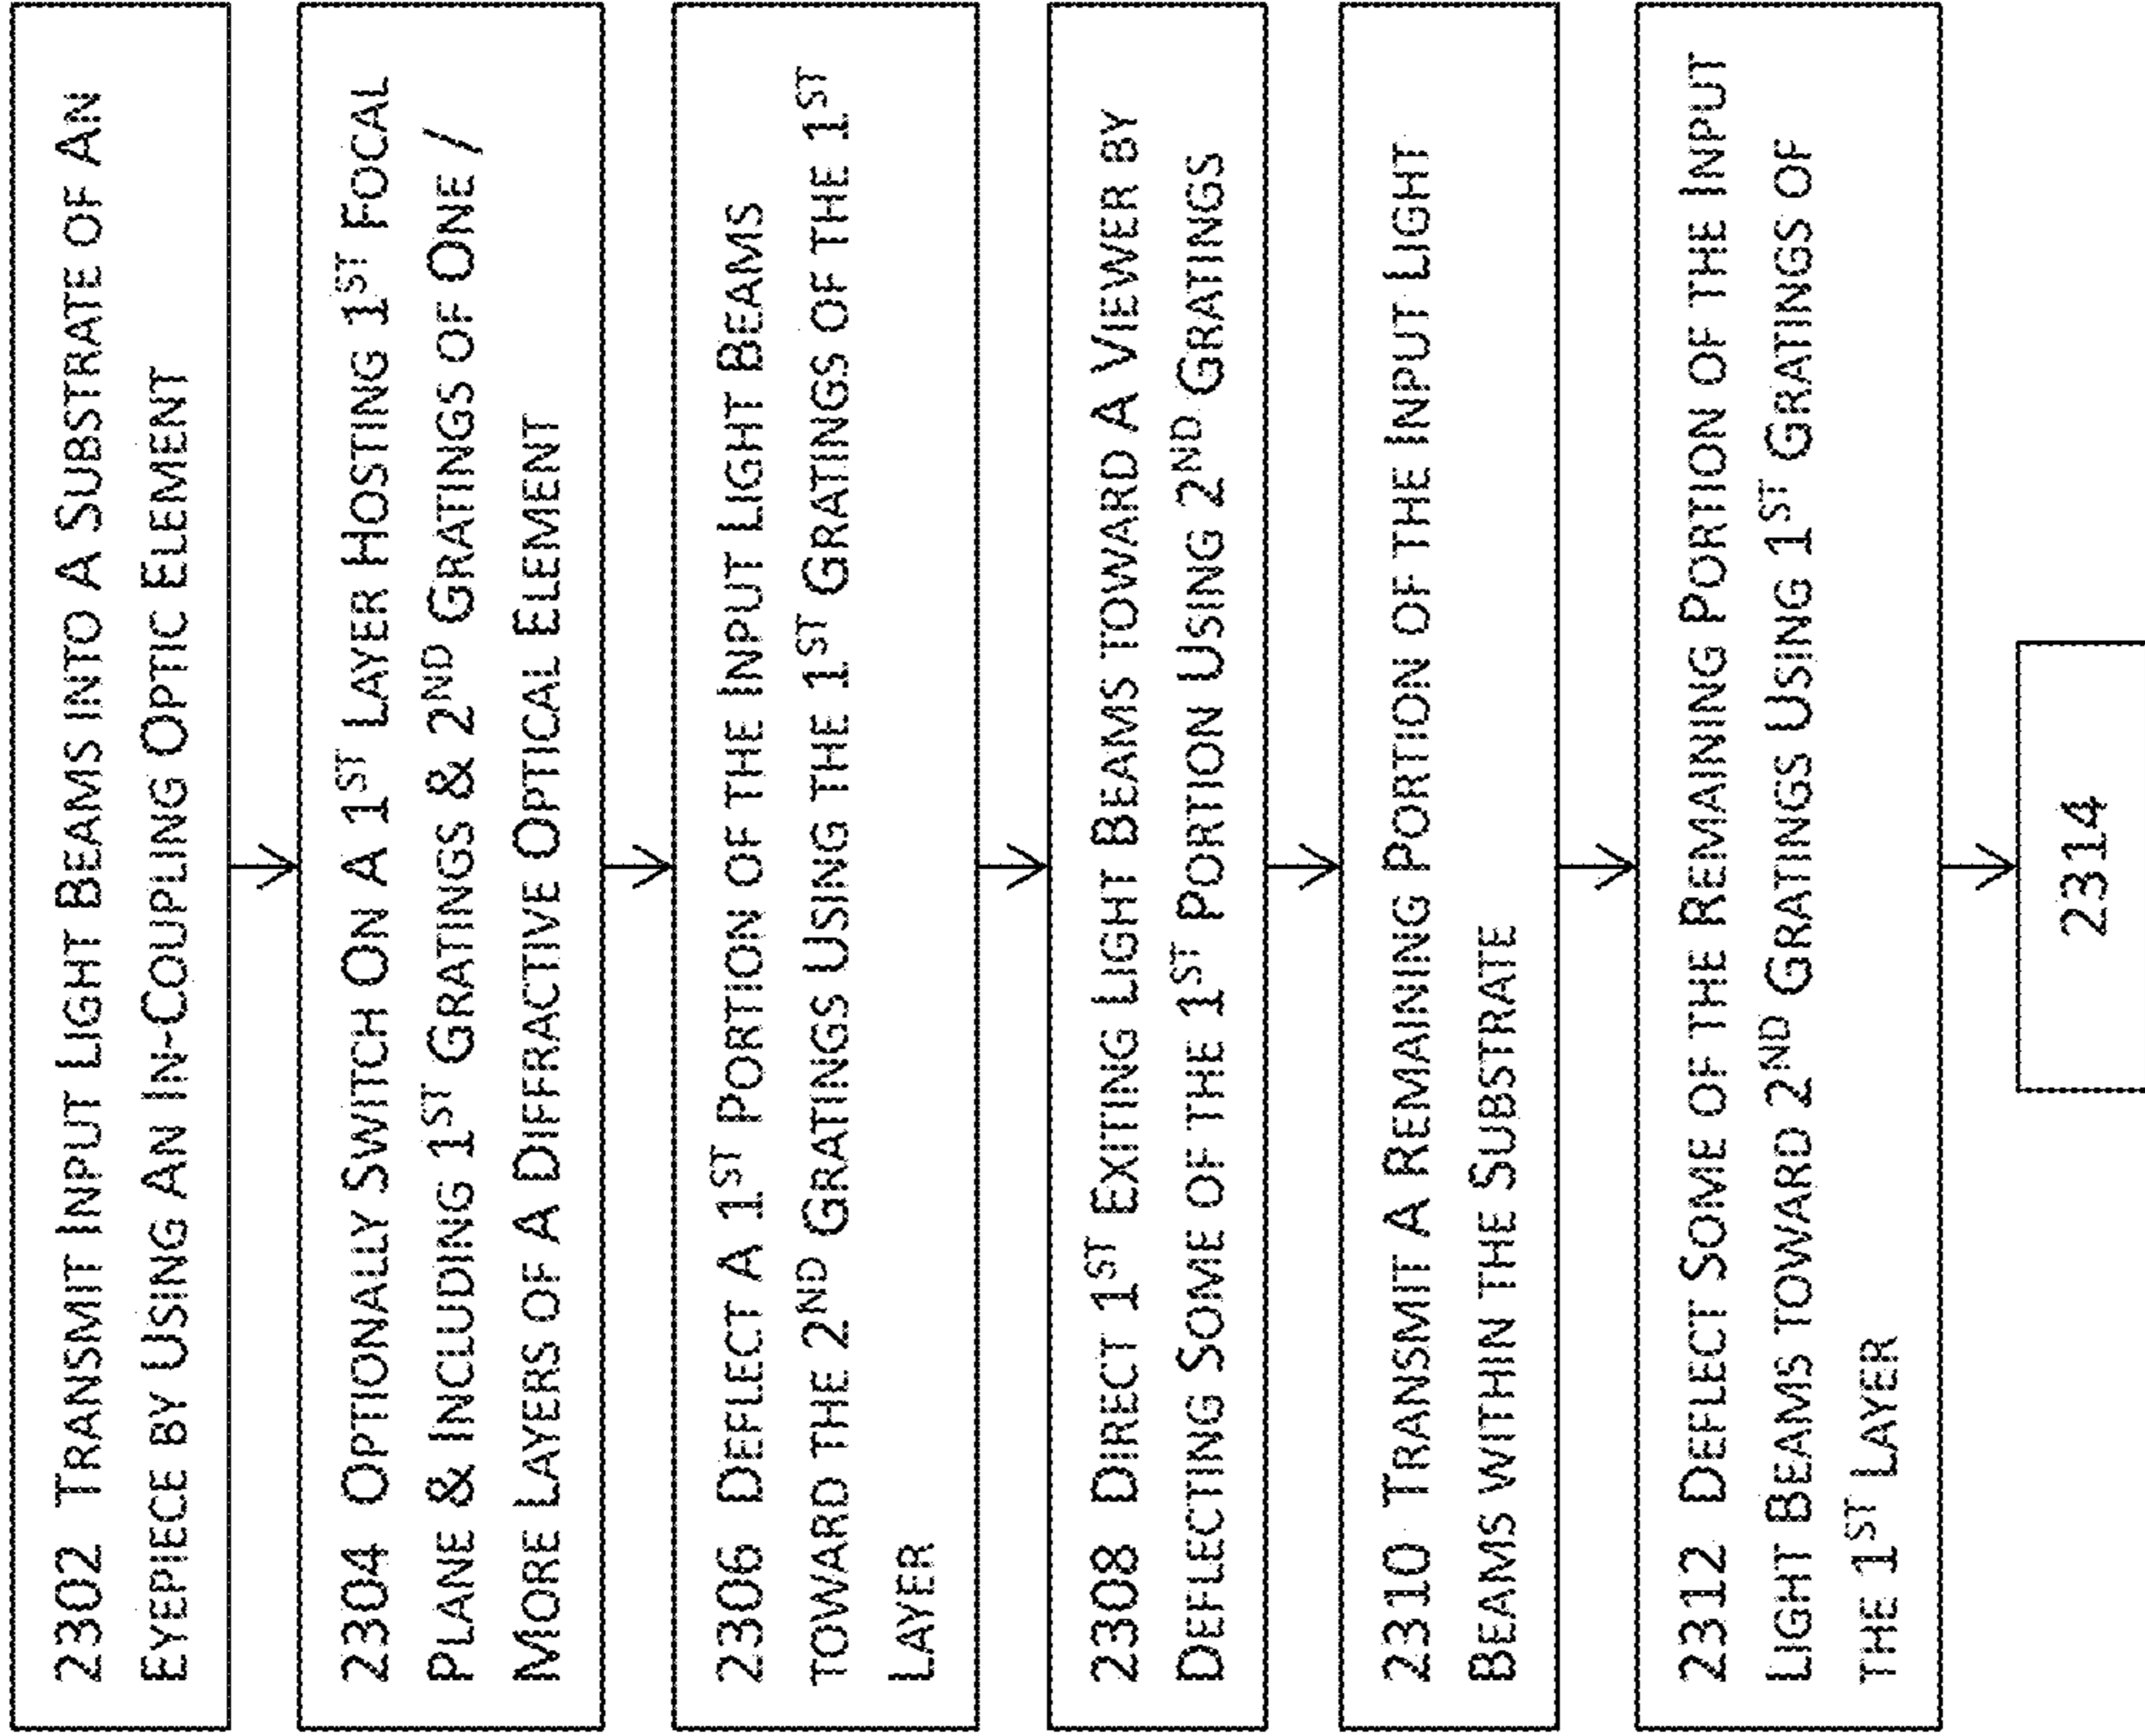 2302 TRANSMIT INPUT LIGHT BEAMS INTO A SUBSTRATE OF AN
EYEPIECE BY USING AN IN-COUPLING OPTIC ELEMENT
2304 OPTIONALLY SWITCH ON A 1ST LAYER HOSTING 1ST FOCAL
PLANE & INCLUDING 1ST GRATINGS & 2ND GRATINGS OF ONE /
MORE LAYERS OF A DIFFRACTIVE OPTICAL ELEMENT
2306 DEFLECT A 1ST PORTION OF THE INPUT LIGHT BEAMS
TOWARD THE 2ND GRATINGS USING THE 1ST GRATINGS OF THE 1ST
LAYER
2308 DIRECT 1ST EXITING LIGHT BEAMS TOWARD A VIEWER BY
DEFLECTING SOME OF THE 1ST PORTION USING 2ND GRATINGS
2310 TRANSMIT A REMAINING PORTION OF THE INPUT LIGHT
BEAMS WITHIN THE SUBSTRATE
2312 DEFLECT SOME OF THE REMAINING PORTION OF THE INPUT
LIGHT BEAMS TOWARD 2ND GRATINGS USING 1ST GRATINGS OF
THE 1ST LAYER
2314